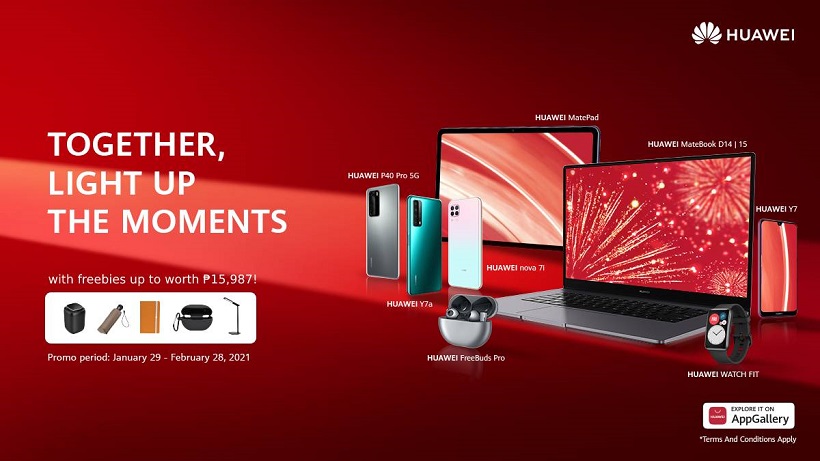 HUAWEI
TOGETHER,
LIGHT UP
THE MOMENTS
with freebies up to worth ₱15,987!
Promo period: January 29 - February 28, 2021
HUAWEI MatePad
HUAWEI MateBook D14 | 15
HUAWEI P40 Pro 5G
HUAWEI Y7
HUAWEI nova 7i
HUAWEI Y7a
HUAWEI FreeBuds Pro
HUAWEI WATCH FIT
EXPLORE IT ON
AppGallery
*Terms And Conditions Apply